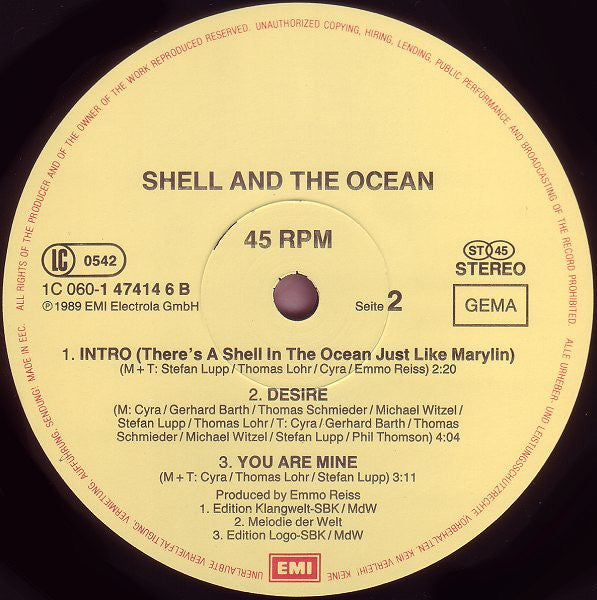 ALL RIGHTS OF THE PRODUCER AND OF THE OWNER OF THE WORK REPRODUCED RESERVED. UNAUTHORIZED COPYING, HIRING, LENDING, PUBLIC PERFORMANCE AND BROADCASTING OF THE RECORD PROHIBITED.
SHELL AND THE OCEAN
45 RPM
LC 0542
ST 45
STEREO
1C 060-1 47414 6 B
℗ 1989 EMI Electrola GmbH
Seite 2
GEMA
1. INTRO (There's A Shell In The Ocean Just Like Marylin)
(M + T: Stefan Lupp / Thomas Lohr / Cyra / Emmo Reiss) 2:20
2. DESIRE
(M: Cyra / Gerhard Barth / Thomas Schmieder / Michael Witzel /
Stefan Lupp / Thomas Lohr / T: Cyra / Gerhard Barth / Thomas
Schmieder / Michael Witzel / Stefan Lupp / Phil Thomson) 4:04
3. YOU ARE MINE
(M + T: Cyra / Thomas Lohr / Stefan Lupp) 3:11
Produced by Emmo Reiss
1. Edition Klangwelt-SBK / MdW
2. Melodie der Welt
3. Edition Logo-SBK / MdW
EMI
ALLE URHEBER- UND LEISTUNGSSCHUTZRECHTE VORBEHALTEN. KEIN VERLEIH! KEINE UNERLAUBTE VERVIELFÄLTIGUNG, VERMIETUNG, AUFFÜHRUNG, SENDUNG! MADE IN EEC.